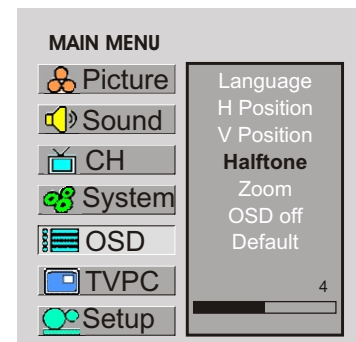 MAIN MENU
Picture
Sound
CH
System
OSD
TVPC
Setup
Language
H Position
V Position
Halftone
Zoom
OSD off
Default
4